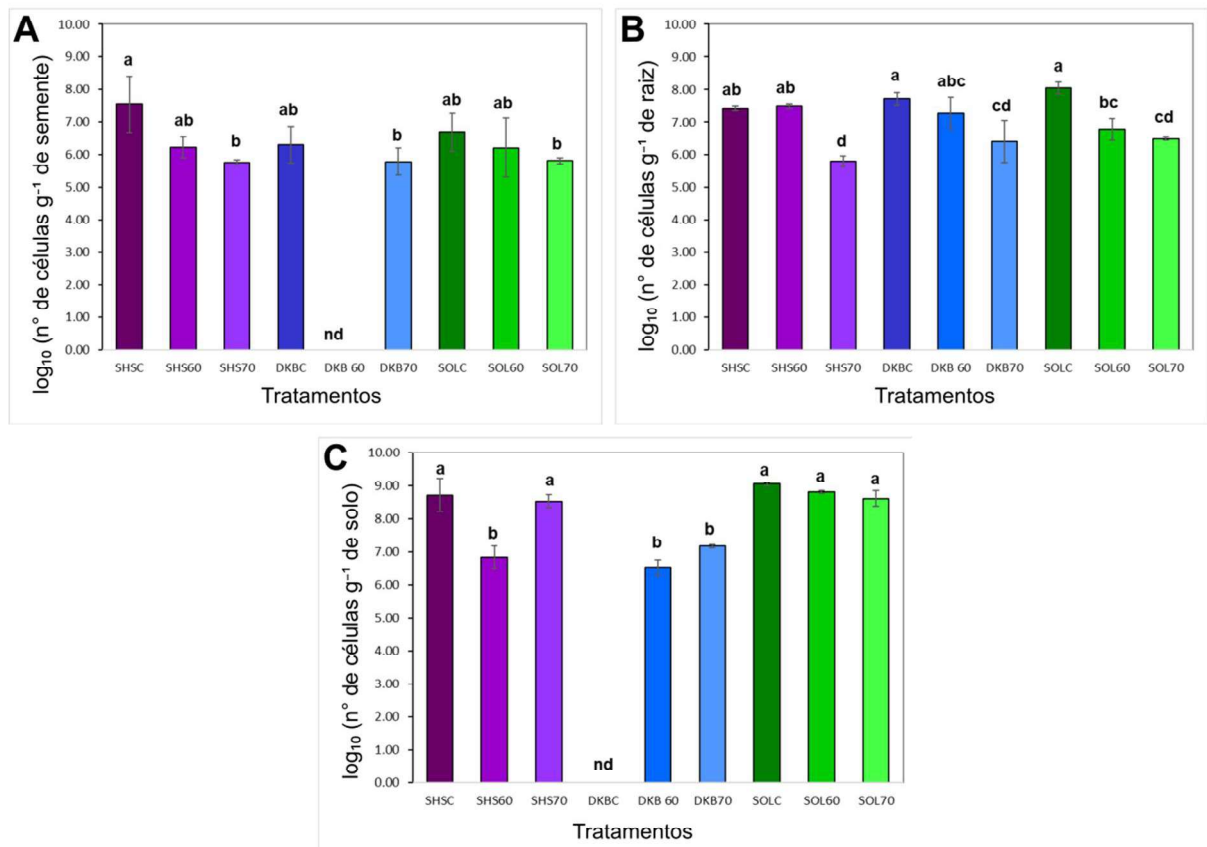 A
log₁₀ (n° de células g⁻¹ de semente)
10.00
9.00
8.00
7.00
6.00
5.00
4.00
3.00
2.00
1.00
0.00
a
ab
b
ab
nd
b
ab
ab
b
SHSC SHS60 SHS70 DKBC DKB 60 DKB70 SOLC SOL60 SOL70
Tratamentos
B
log₁₀ (n° de células g⁻¹ de raiz)
10.00
9.00
8.00
7.00
6.00
5.00
4.00
3.00
2.00
1.00
0.00
ab
ab
d
a
abc
cd
a
bc
cd
SHSC SHS60 SHS70 DKBC DKB 60 DKB70 SOLC SOL60 SOL70
Tratamentos
C
log₁₀ (n° de células g⁻¹ de solo)
10.00
9.00
8.00
7.00
6.00
5.00
4.00
3.00
2.00
1.00
0.00
a
b
a
nd
b
b
a
a
a
SHSC SHS60 SHS70 DKBC DKB 60 DKB70 SOLC SOL60 SOL70
Tratamentos